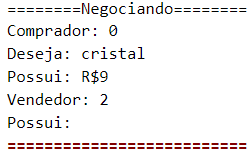 ========Negociando========
Comprador: 0
Deseja: cristal
Possui: R$9
Vendedor: 2
Possui:
==========================